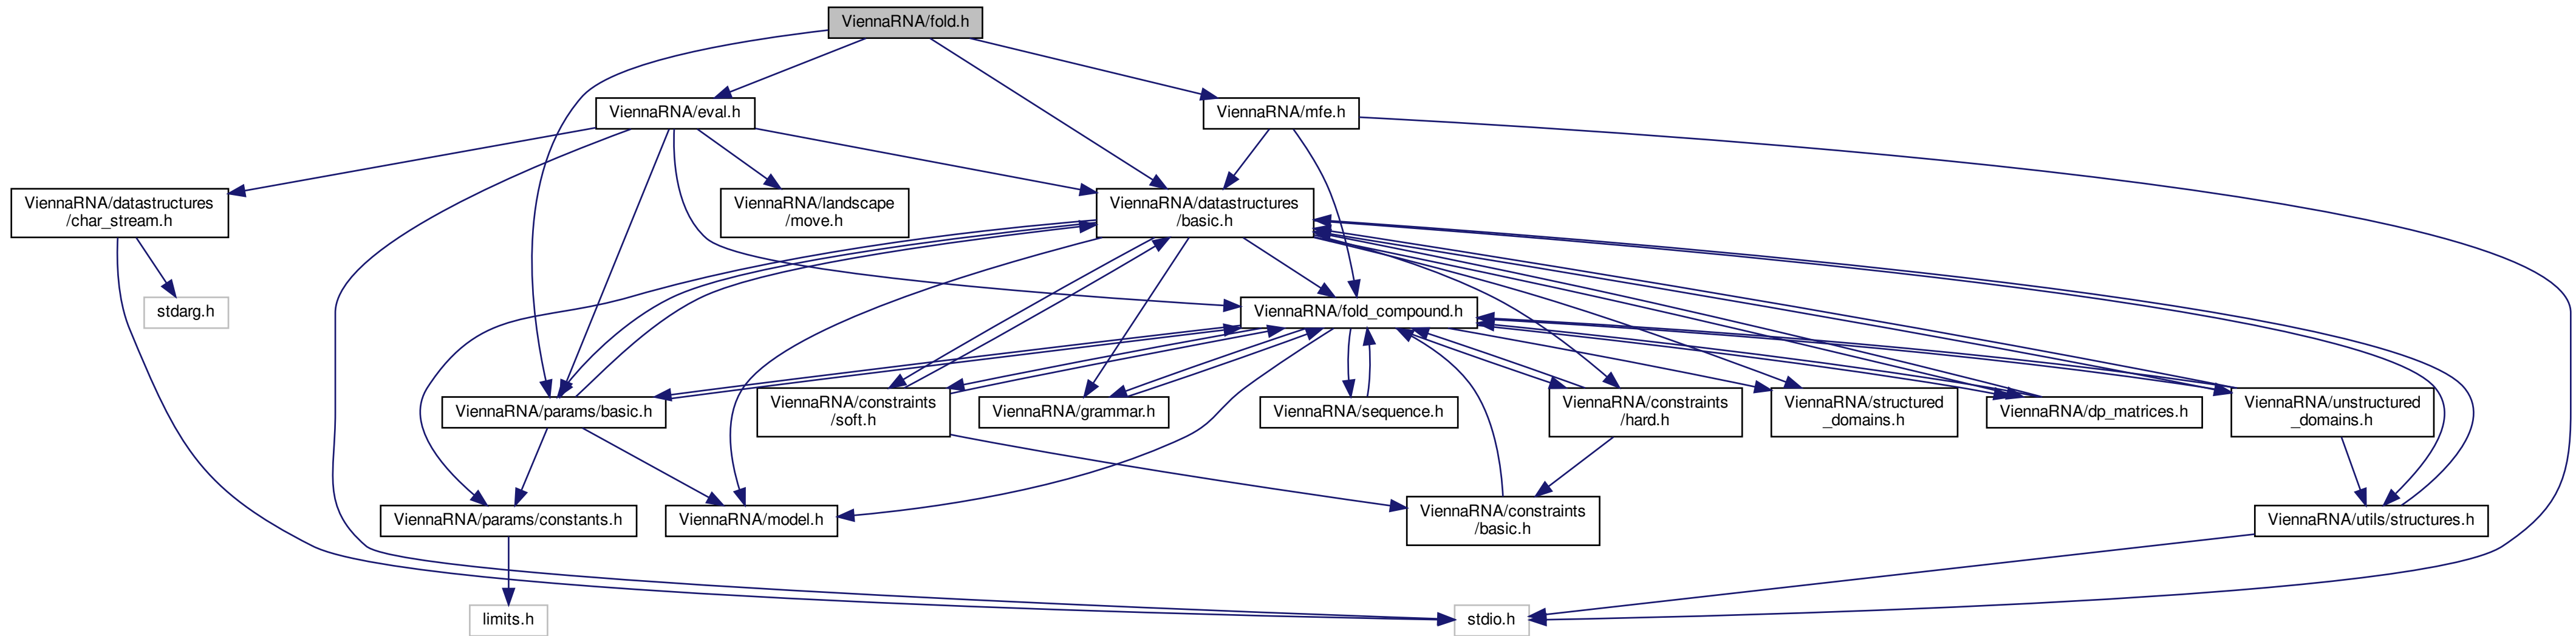 ViennaRNA/fold.h
ViennaRNA/eval.h
ViennaRNA/mfe.h
ViennaRNA/datastructures
/char_stream.h
ViennaRNA/landscape
/move.h
ViennaRNA/datastructures
/basic.h
stdarg.h
ViennaRNA/fold_compound.h
ViennaRNA/params/basic.h
ViennaRNA/constraints
/soft.h
ViennaRNA/grammar.h
ViennaRNA/sequence.h
ViennaRNA/constraints
/hard.h
ViennaRNA/structured
_domains.h
ViennaRNA/dp_matrices.h
ViennaRNA/unstructured
_domains.h
ViennaRNA/params/constants.h
ViennaRNA/model.h
ViennaRNA/constraints
/basic.h
ViennaRNA/utils/structures.h
limits.h
stdio.h